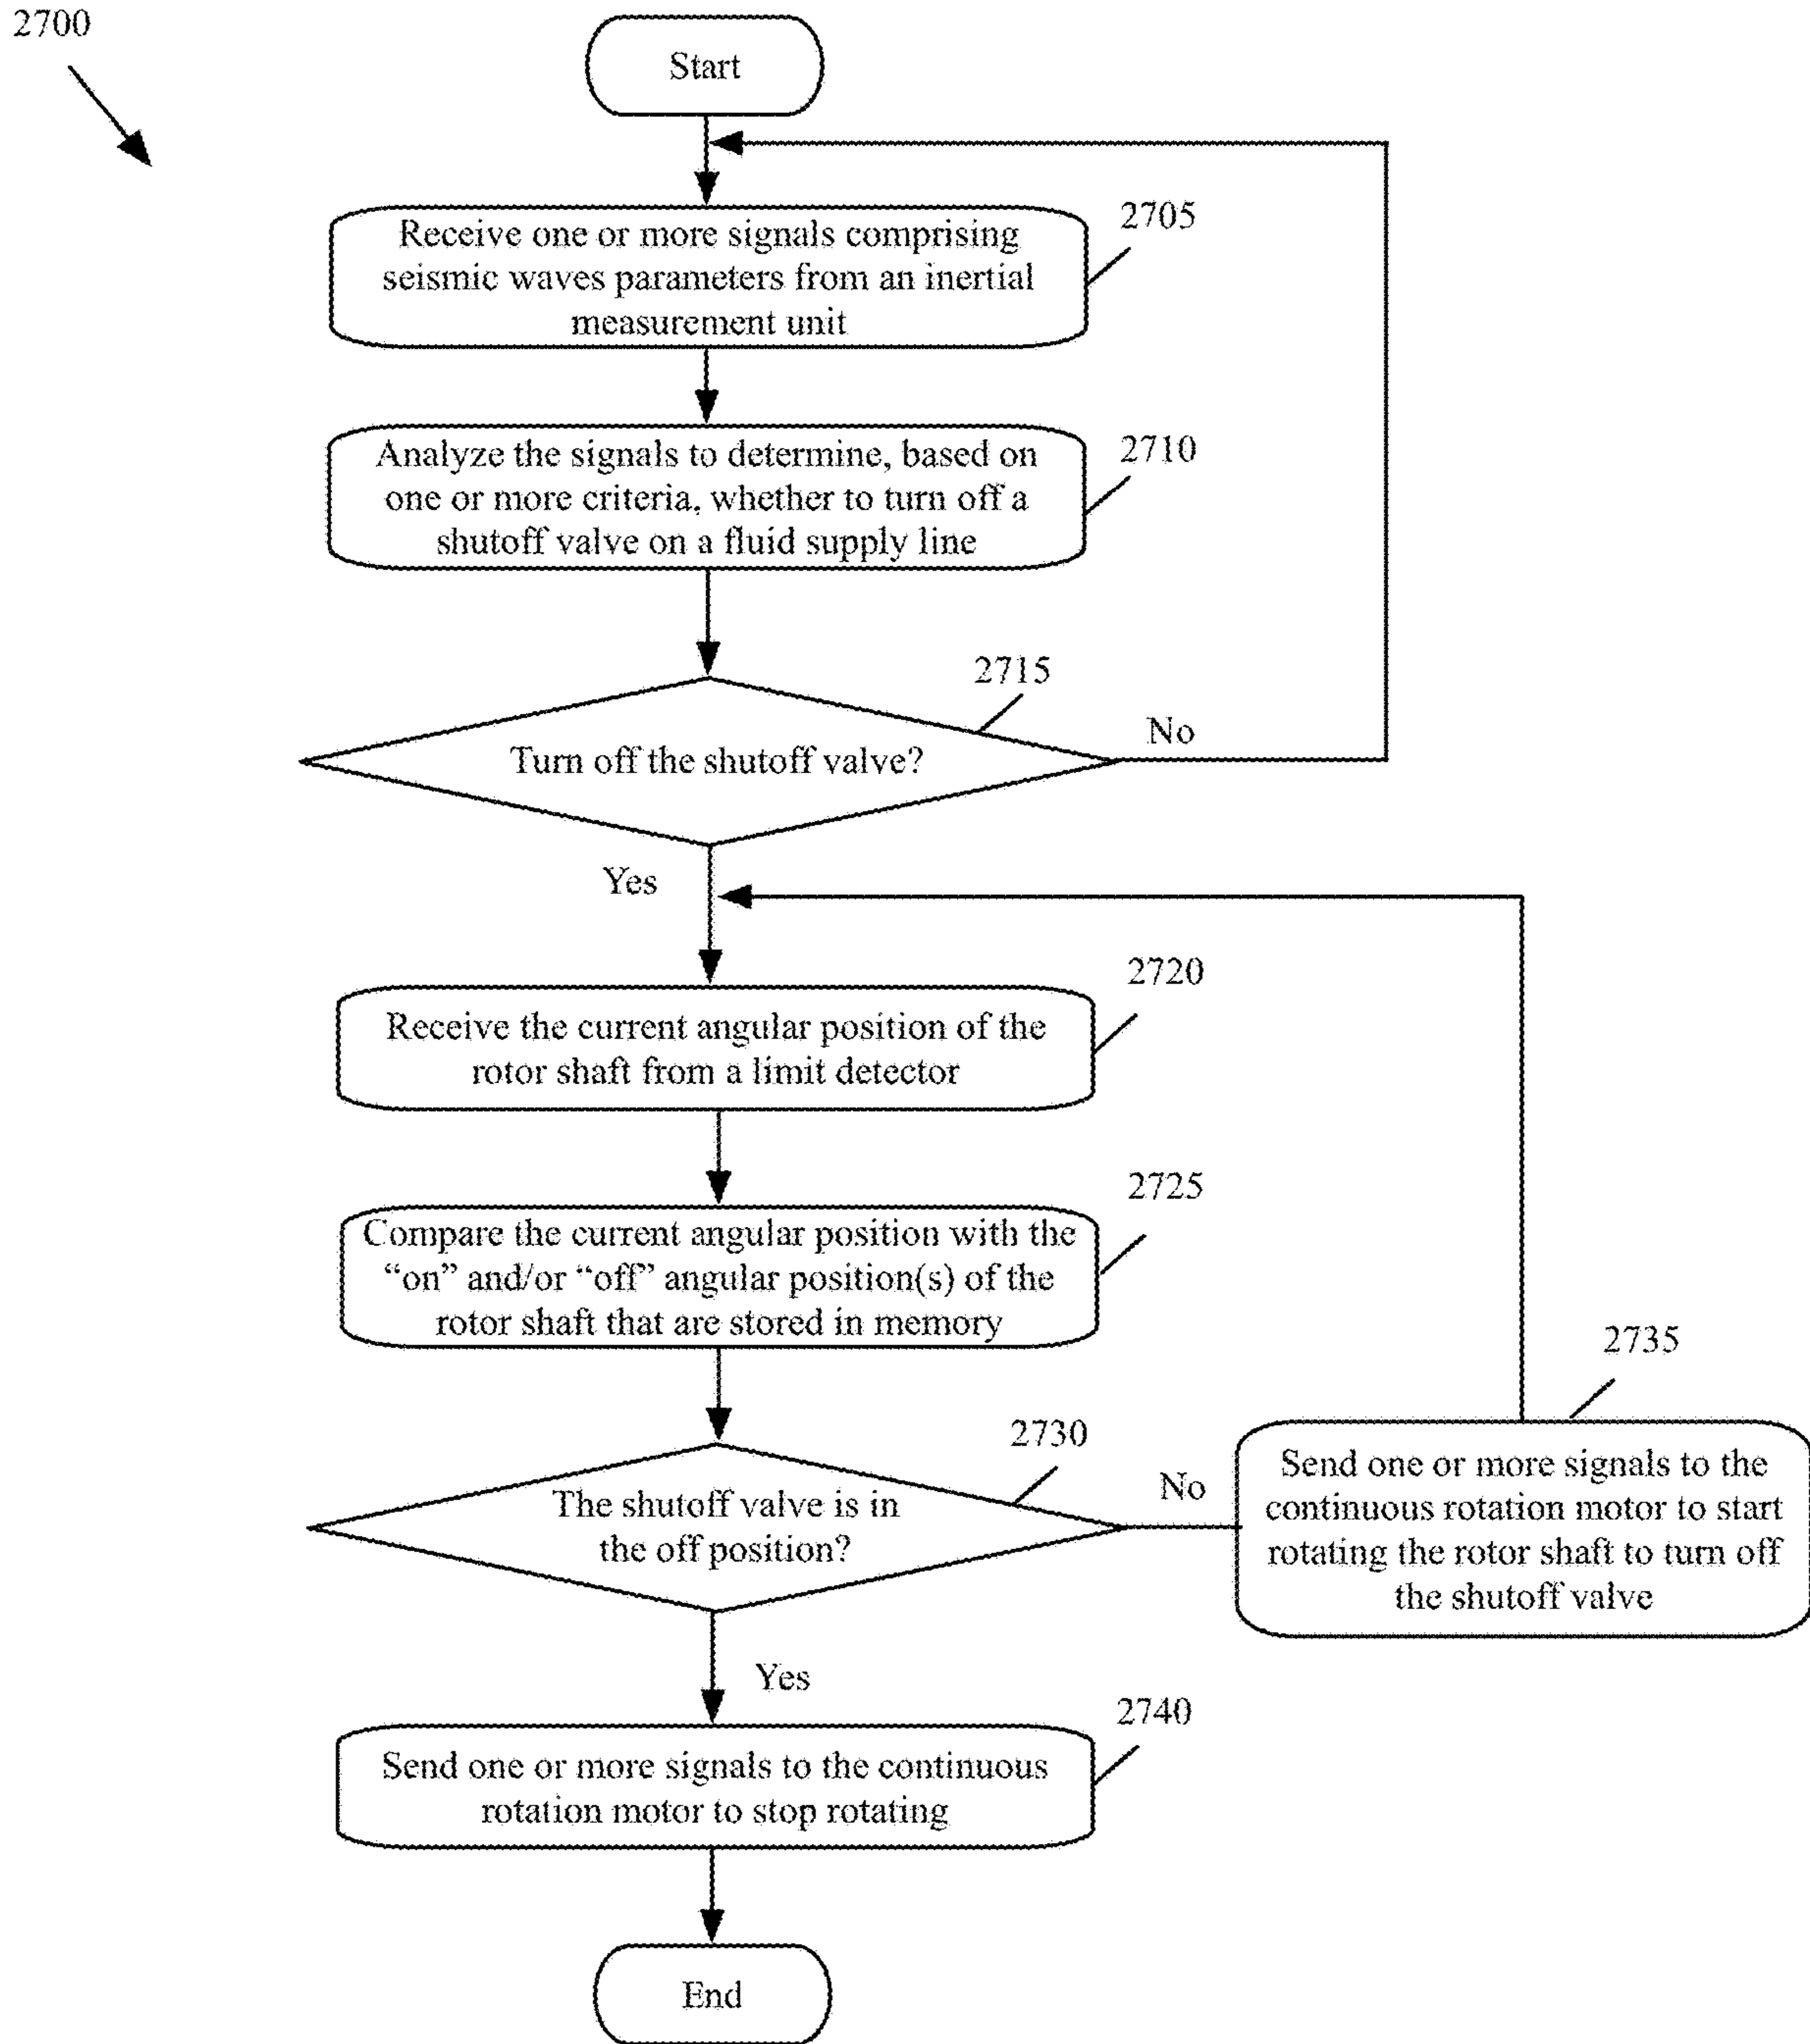 2700
Start
2705
Receive one or more signals comprising
seismic waves parameters from an inertial
measurement unit
2710
Analyze the signals to determine, based on
one or more criteria, whether to turn off a
shutoff valve on a fluid supply line
2715
No
Turn off the shutoff valve?
Yes
2720
Receive the current angular position of the
rotor shaft from a limit detector
2725
Compare the current angular position with the
“on” and/or “off” angular position(s) of the
rotor shaft that are stored in memory
2730
The shutoff valve is in
the off position?
No
2735
Send one or more signals to the
continuous rotation motor to start
rotating the rotor shaft to turn off
the shutoff valve
Yes
2740
Send one or more signals to the continuous
rotation motor to stop rotating
End